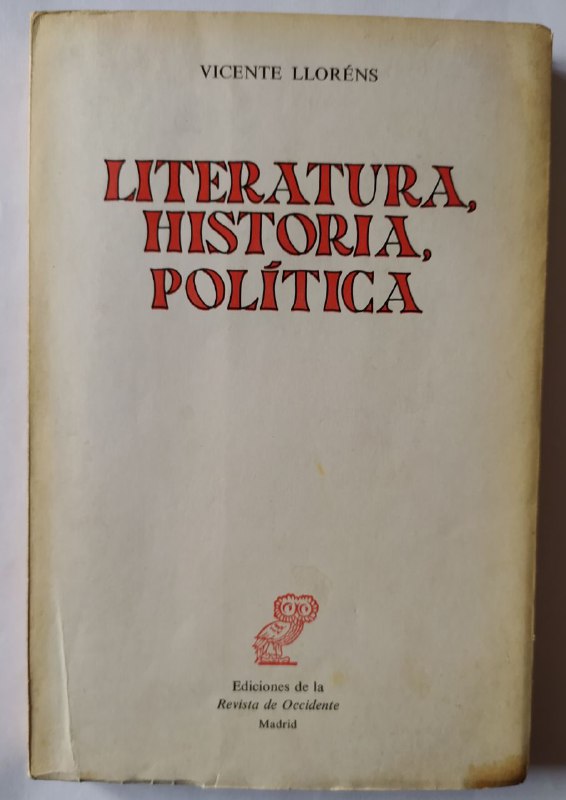 VICENTE LLORÉNS
LITERATURA,
HISTORIA,
POLÍTICA
Ediciones de la
Revista de Occidente
Madrid